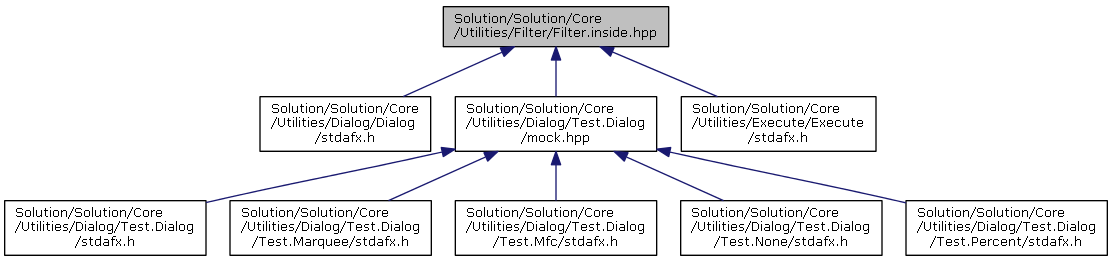 Solution/Solution/Core
/Utilities/Filter/Filter.inside.hpp
Solution/Solution/Core
/Utilities/Dialog/Dialog
/stdafx.h
Solution/Solution/Core
/Utilities/Dialog/Test.Dialog
/mock.hpp
Solution/Solution/Core
/Utilities/Execute/Execute
/stdafx.h
Solution/Solution/Core
/Utilities/Dialog/Test.Dialog
/stdafx.h
Solution/Solution/Core
/Utilities/Dialog/Test.Dialog
/Test.Marquee/stdafx.h
Solution/Solution/Core
/Utilities/Dialog/Test.Dialog
/Test.Mfc/stdafx.h
Solution/Solution/Core
/Utilities/Dialog/Test.Dialog
/Test.None/stdafx.h
Solution/Solution/Core
/Utilities/Dialog/Test.Dialog
/Test.Percent/stdafx.h